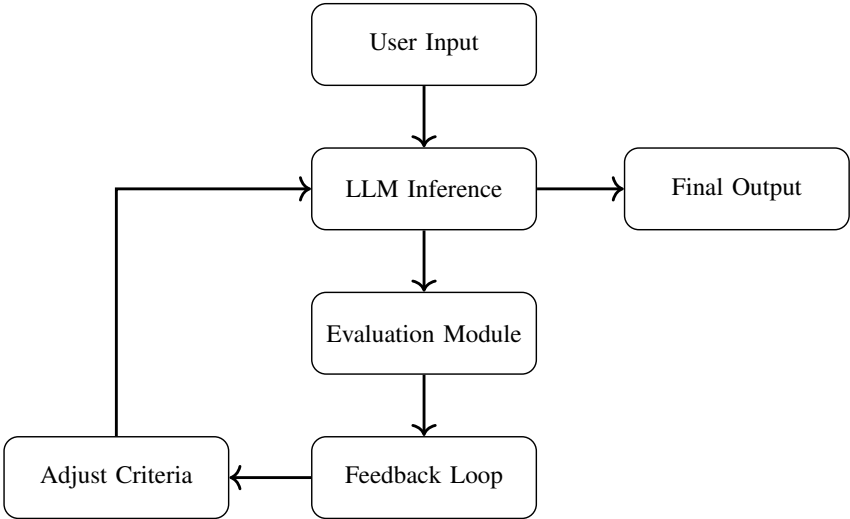 User Input
LLM Inference
Final Output
Evaluation Module
Adjust Criteria
Feedback Loop